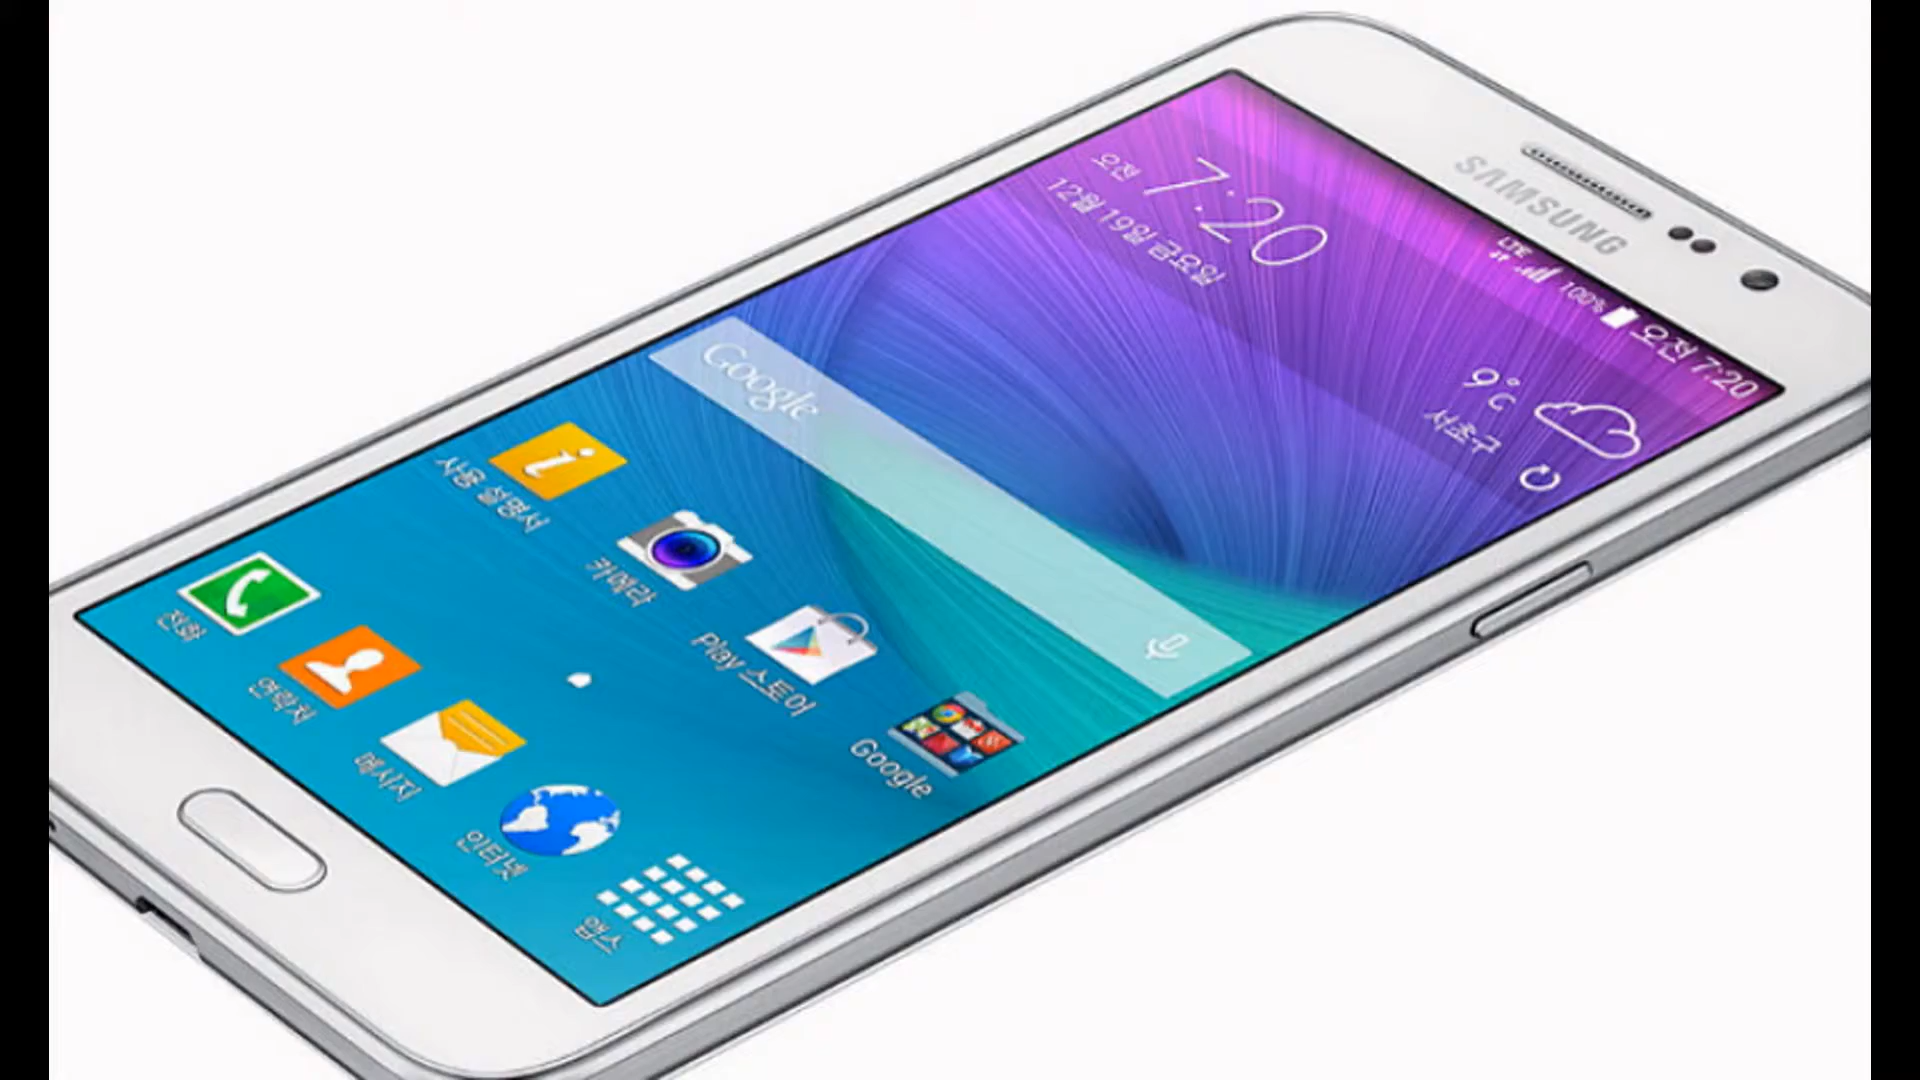 SAMSUNG
LTE 100% 오전 7:20
오전 7:20
12월 19일 금요일
9°C
서초구
Google
사용 설명서
카메라
Play 스토어
Google
전화
연락처
메시지
인터넷
앱스